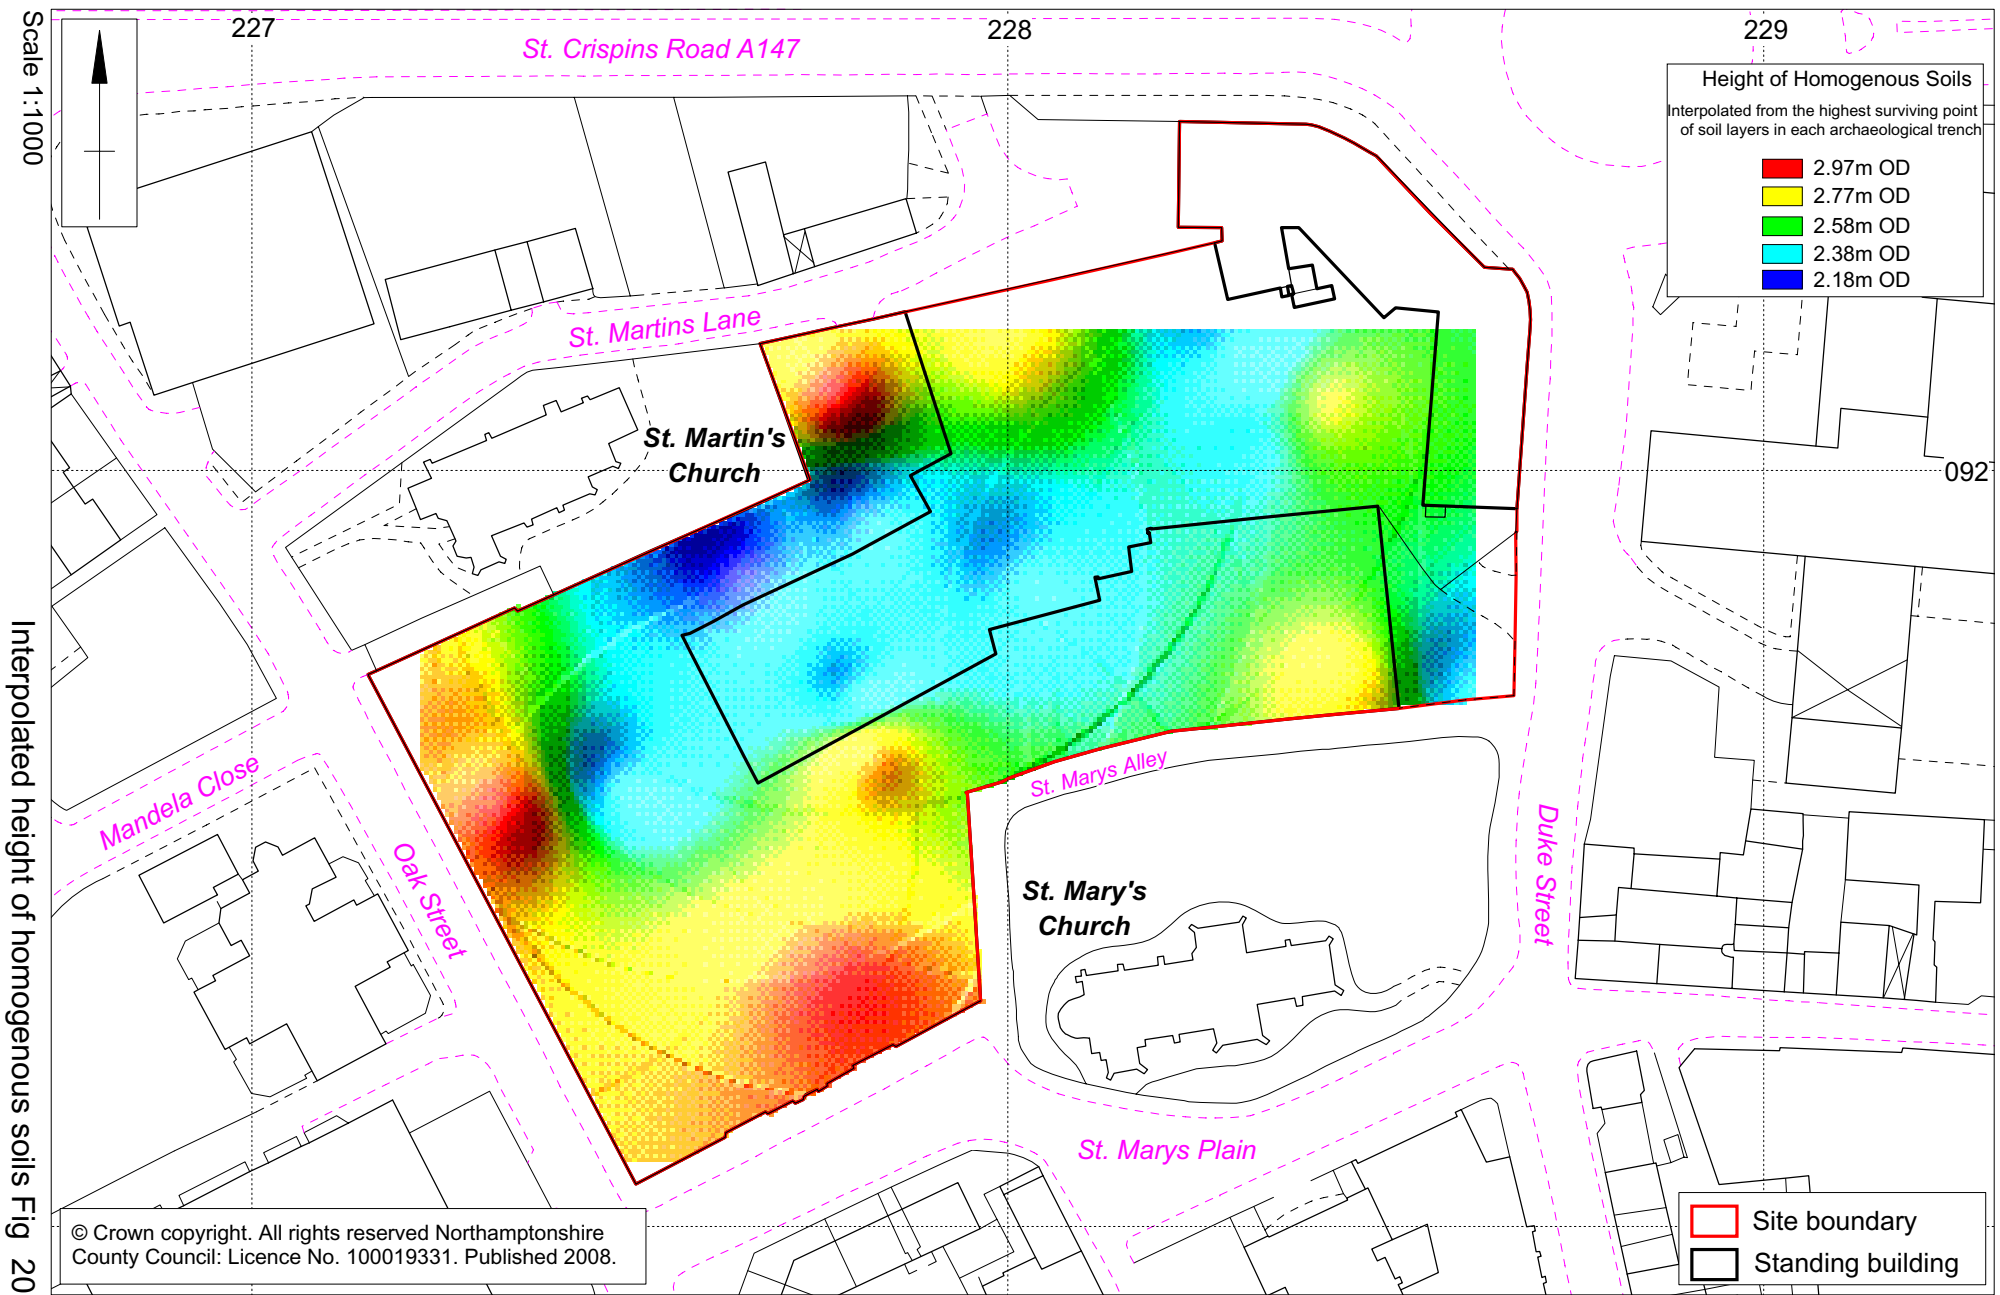 227
228
229
St. Crispins Road A147
Scale 1:1000
Height of Homogenous Soils
Interpolated from the highest surviving point
of soil layers in each archaeological trench
2.97m OD
2.77m OD
2.58m OD
2.38m OD
2.18m OD
St. Martins Lane
St. Martin's
Church
092
Mandela Close
Oak Street
St. Marys Alley
Duke Street
St. Mary's
Church
St. Marys Plain
Interpolated height of homogenous soils Fig 20
© Crown copyright. All rights reserved Northamptonshire
County Council: Licence No. 100019331. Published 2008.
Site boundary
Standing building